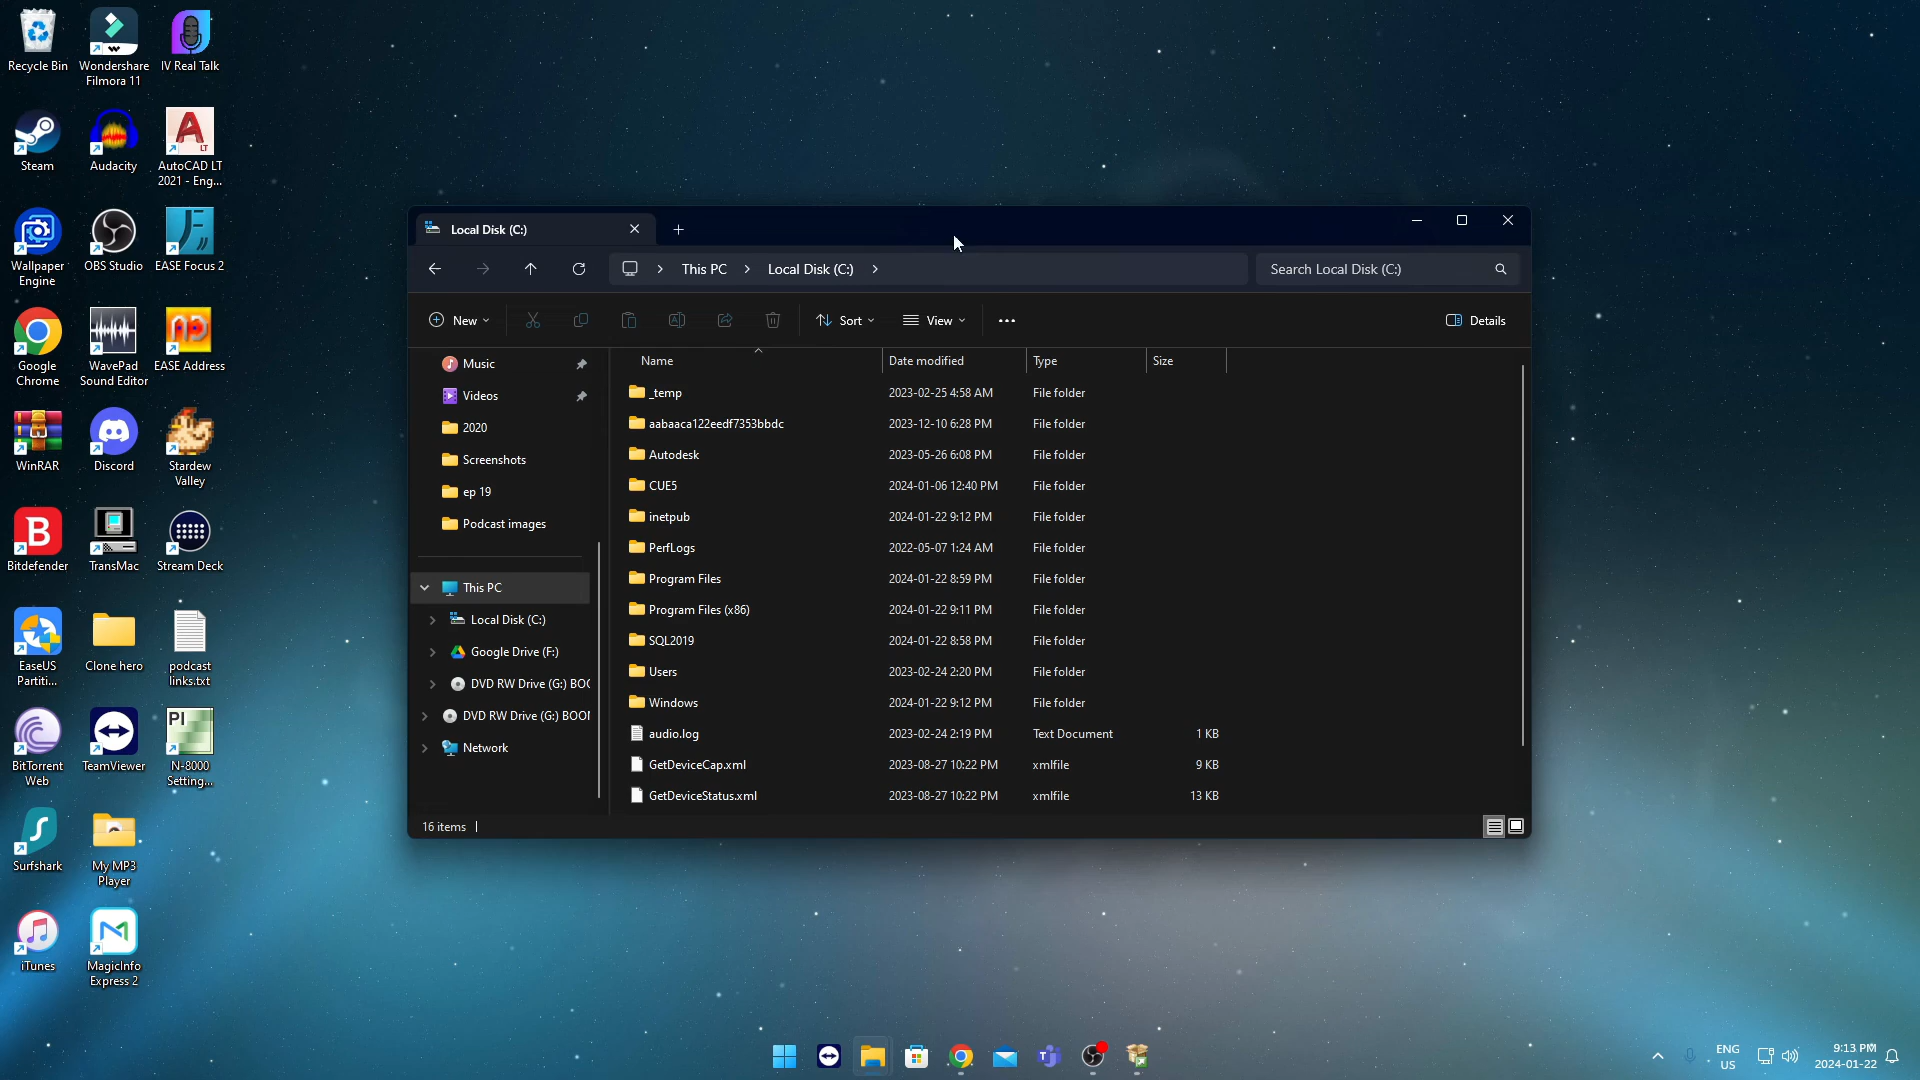 Recycle Bin
Wondershare
Filmora 11
IV Real Talk
Steam
Audacity
AutoCAD LT
2021 - Eng...
Wallpaper
Engine
OBS Studio
EASE Focus 2
Google
Chrome
WavePad
Sound Editor
EASE Address
WinRAR
Discord
Stardew
Valley
Bitdefender
TransMac
Stream Deck
EaseUS
Partiti...
Clone hero
podcast
links.txt
BitTorrent
Web
TeamViewer
N-8000
Setting...
Surfshark
My MP3
Player
iTunes
MagicInfo
Express 2
Local Disk (C:)
This PC
Local Disk (C:)
Search Local Disk (C:)
New
Sort
View
Details
Music
Videos
2020
Screenshots
ep 19
Podcast images
This PC
Local Disk (C:)
Google Drive (F:)
DVD RW Drive (G:) BOO
DVD RW Drive (G:) BOO
Network
Name Date modified Type Size
_temp 2023-02-25 4:58 AM File folder
aabaaca122eedf7353bbdc 2023-12-10 6:28 PM File folder
Autodesk 2023-05-26 6:08 PM File folder
CUE5 2024-01-06 12:40 PM File folder
inetpub 2024-01-22 9:12 PM File folder
PerfLogs 2022-05-07 1:24 AM File folder
Program Files 2024-01-22 8:59 PM File folder
Program Files (x86) 2024-01-22 9:11 PM File folder
SQL2019 2024-01-22 8:58 PM File folder
Users 2023-02-24 2:20 PM File folder
Windows 2024-01-22 9:12 PM File folder
audio.log 2023-02-24 2:19 PM Text Document 1 KB
GetDeviceCap.xml 2023-08-27 10:22 PM xmlfile 9 KB
GetDeviceStatus.xml 2023-08-27 10:22 PM xmlfile 13 KB
16 items
ENG
US
9:13 PM
2024-01-22